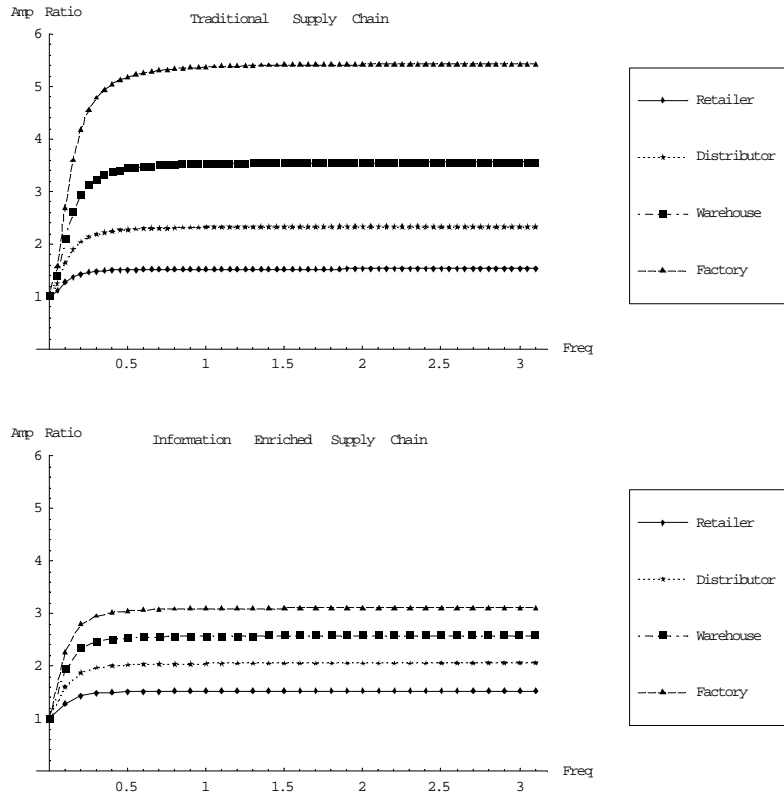 Amp Ratio
Traditional Supply Chain
6
5
4
3
2
1
0.5 1 1.5 2 2.5 3
Freq
Retailer
Distributor
Warehouse
Factory
Amp Ratio
Information Enriched Supply Chain
6
5
4
3
2
1
0.5 1 1.5 2 2.5 3
Freq
Retailer
Distributor
Warehouse
Factory